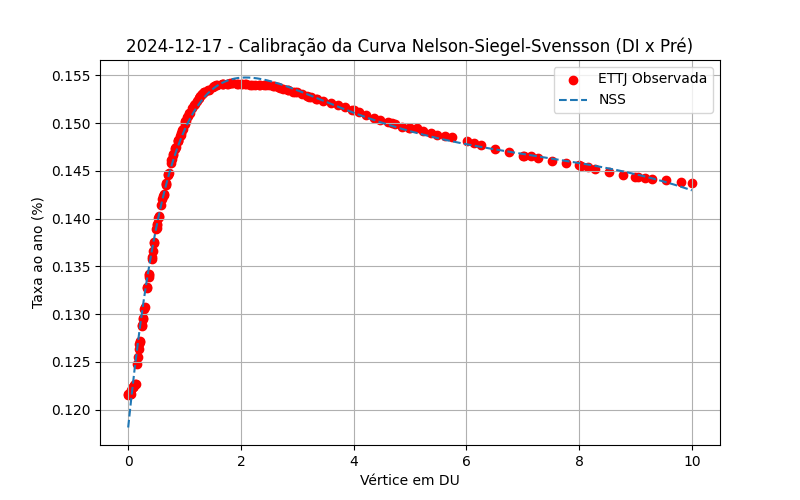 2024-12-17 - Calibração da Curva Nelson-Siegel-Svensson (DI x Pré)
ETTJ Observada
NSS
Taxa ao ano (%)
0.155
0.150
0.145
0.140
0.135
0.130
0.125
0.120
0
2
4
6
8
10
Vértice em DU